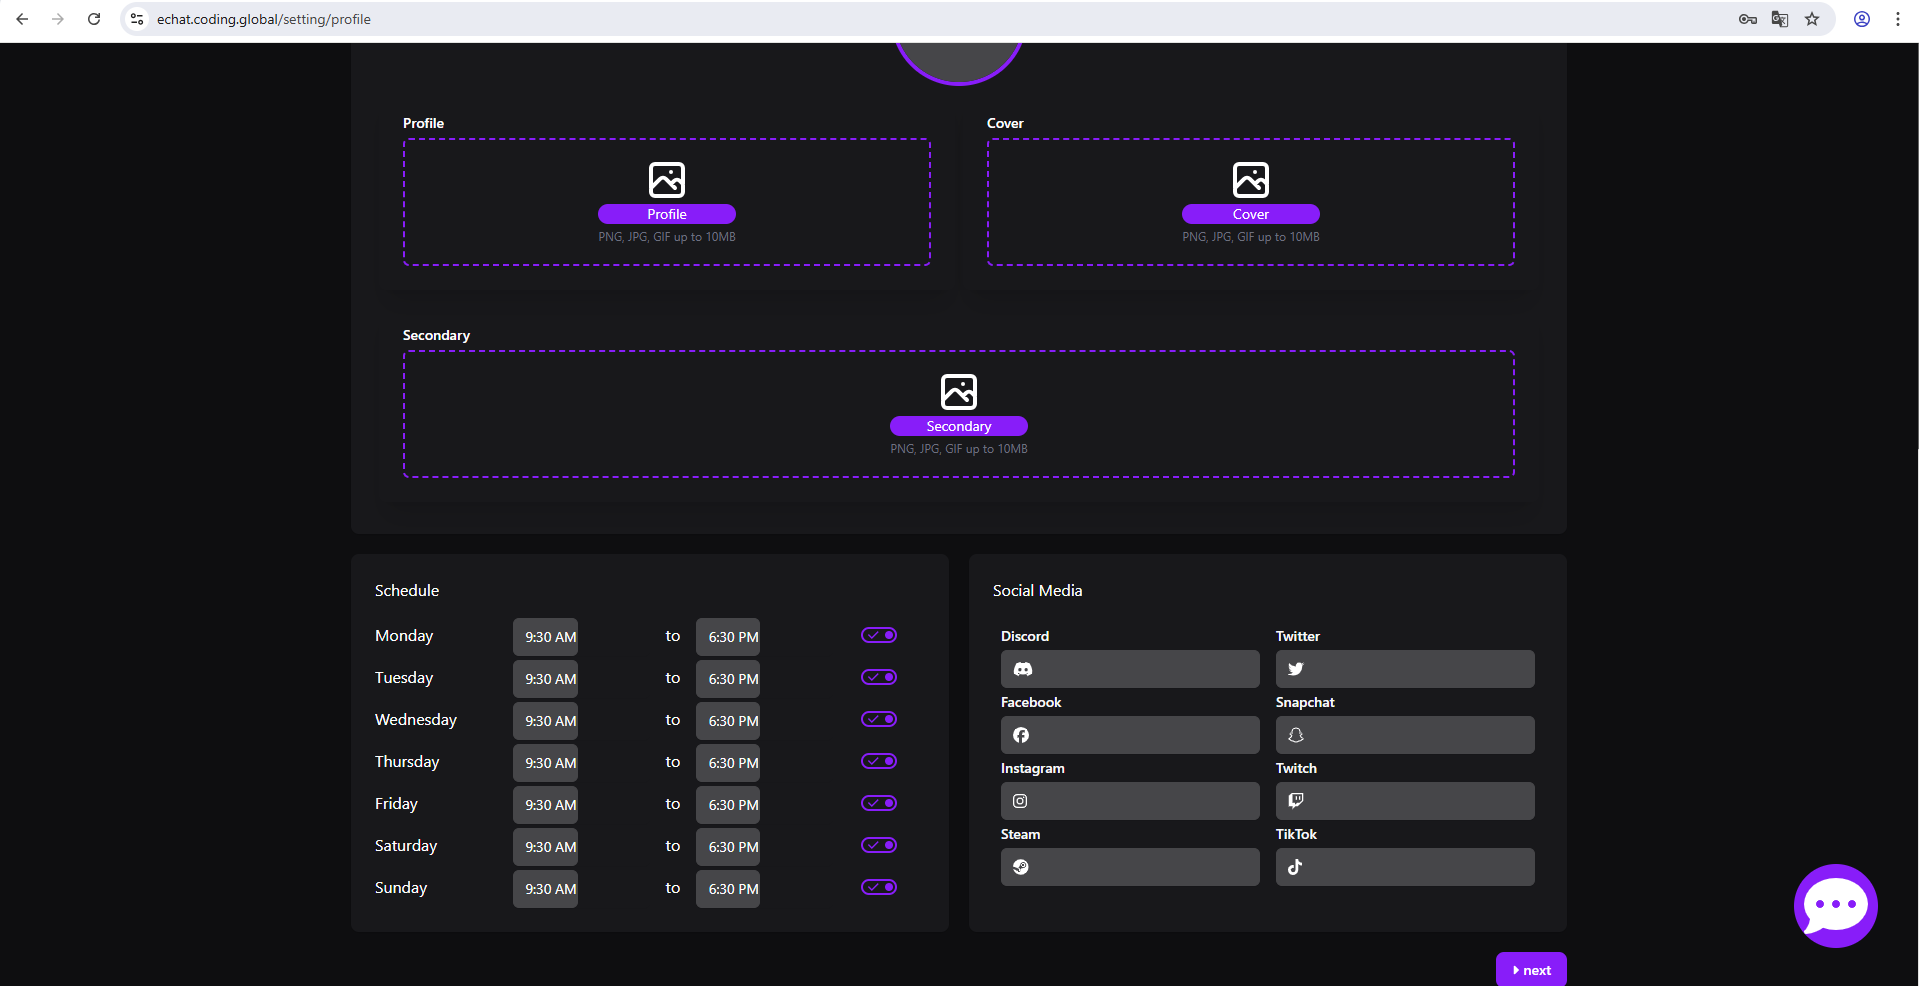 echat.coding.global/setting/profile
Profile
Cover
Profile
PNG, JPG, GIF up to 10MB
Cover
PNG, JPG, GIF up to 10MB
Secondary
Secondary
PNG, JPG, GIF up to 10MB
Schedule
Monday 9:30 AM to 6:30 PM
Tuesday 9:30 AM to 6:30 PM
Wednesday 9:30 AM to 6:30 PM
Thursday 9:30 AM to 6:30 PM
Friday 9:30 AM to 6:30 PM
Saturday 9:30 AM to 6:30 PM
Sunday 9:30 AM to 6:30 PM
Social Media
Discord
Twitter
Facebook
Snapchat
Instagram
Twitch
Steam
TikTok
next